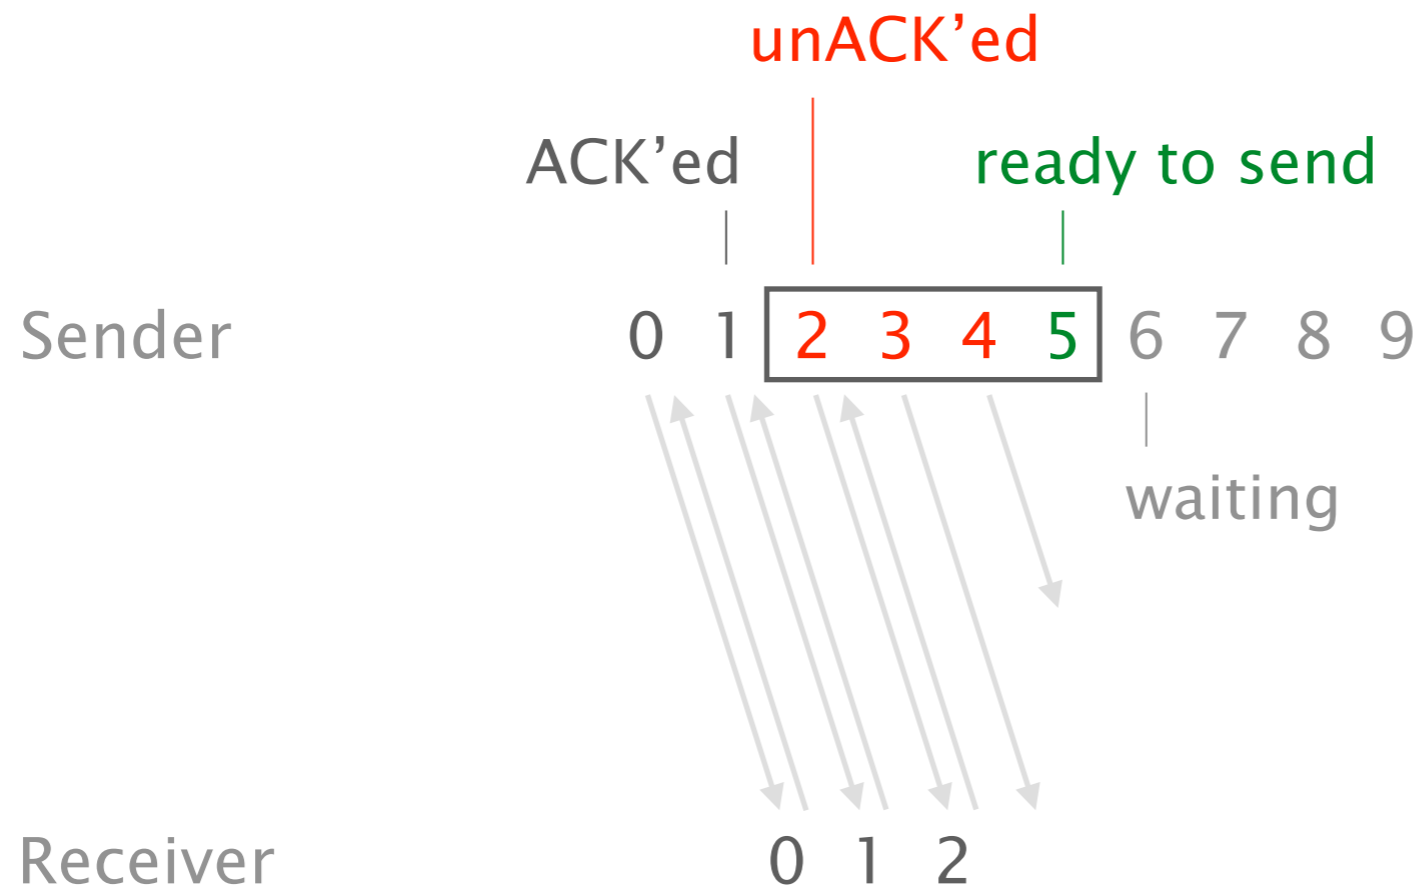 unACK’ed
ACK’ed ready to send
Sender 0 1 2 3 4 5 6 7 8 9
waiting
Receiver 0 1 2